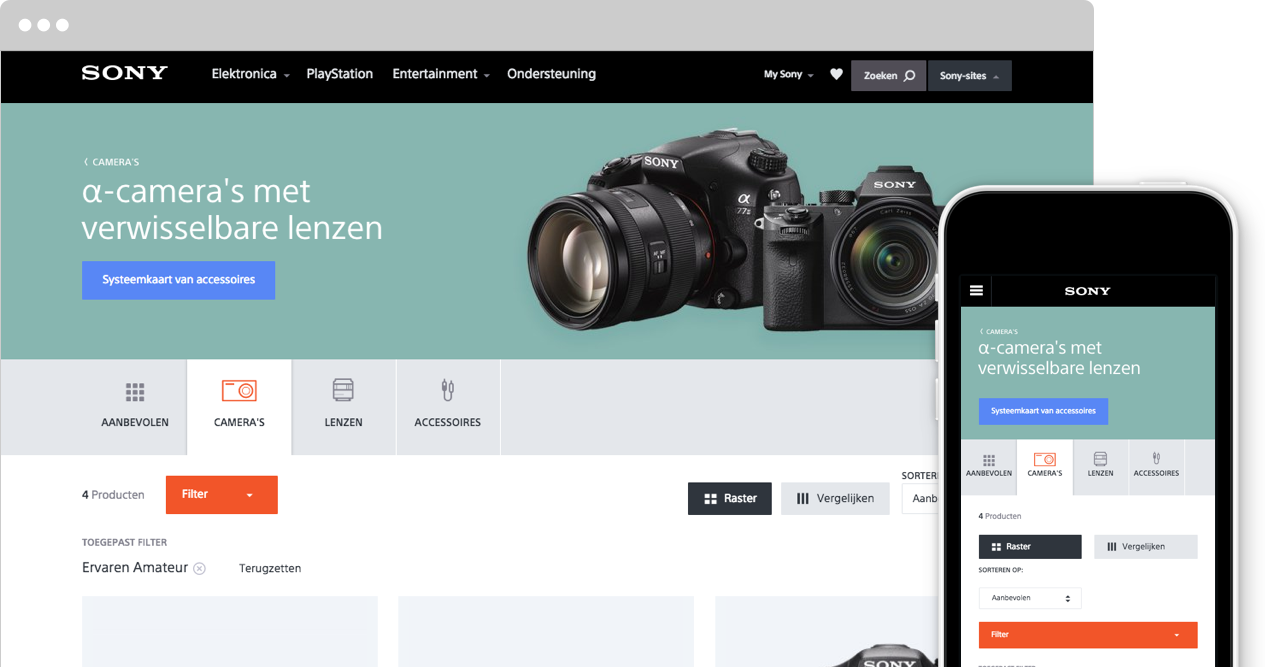 SONY
Elektronica
PlayStation
Entertainment
Ondersteuning
My Sony
Zoeken
Sony-sites
CAMERA'S
α-camera's met
verwisselbare lenzen
Systeemkaart van accessoires
SONY
α
77II
SONY
AANBEVOLEN
CAMERA'S
LENZEN
ACCESSOIRES
4 Producten
Filter
Raster
Vergelijken
SORTERE
Aanb
TOEGEPAST FILTER
Ervaren Amateur
Terugzetten
SONY
SONY
CAMERA'S
α-camera's met
verwisselbare lenzen
Systeemkaart van accessoires
AANBEVOLEN
CAMERA'S
LENZEN
ACCESSOIRES
4 Producten
Raster
Vergelijken
SORTEREN OP:
Aanbevolen
Filter